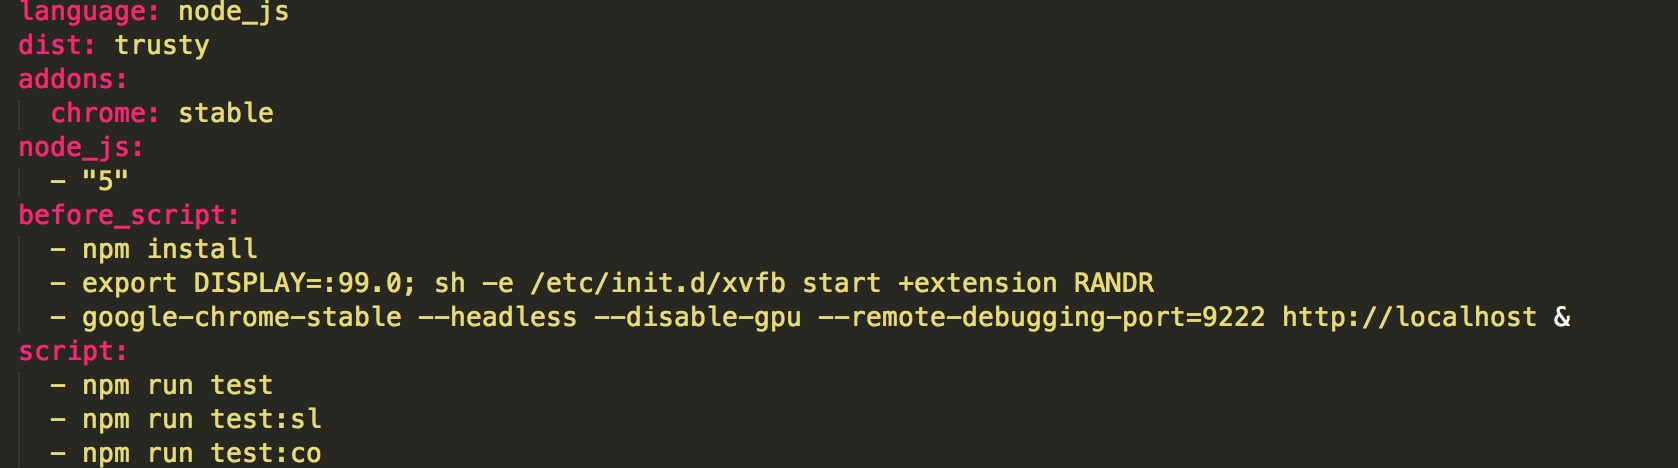 language: node_js
dist: trusty
addons:
  chrome: stable
node_js:
  - "5"
before_script:
  - npm install
  - export DISPLAY=:99.0; sh -e /etc/init.d/xvfb start +extension RANDR
  - google-chrome-stable --headless --disable-gpu --remote-debugging-port=9222 http://localhost &
script:
  - npm run test
  - npm run test:sl
  - npm run test:co